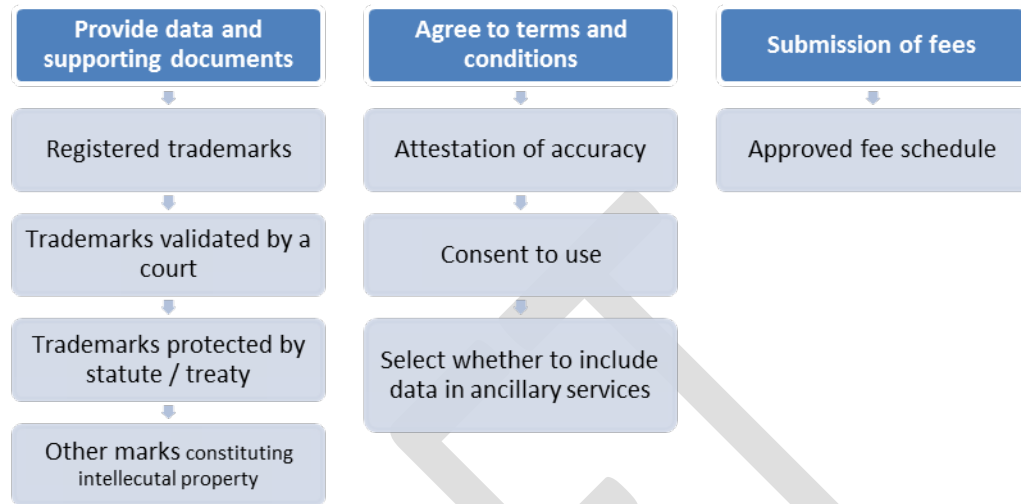 Provide data and
supporting documents
Registered trademarks
Trademarks validated by a
court
Trademarks protected by
statute / treaty
Other marks constituting
intellecutal property
Agree to terms and
conditions
Attestation of accuracy
Consent to use
Select whether to include
data in ancillary services
Submission of fees
Approved fee schedule